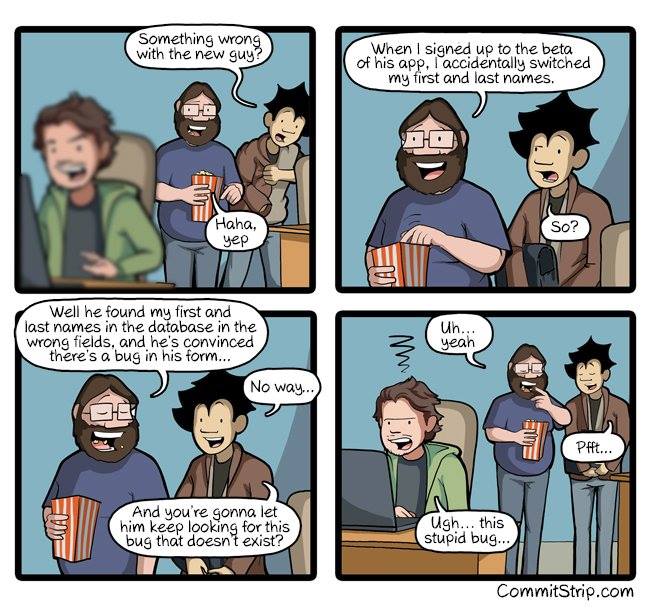 Something wrong
with the new guy?
Haha,
yep
When I signed up to the beta
of his app, I accidentally switched
my first and last names.
So?
Well he found my first and
last names in the database in the
wrong fields, and he's convinced
there's a bug in his form...
No way...
And you're gonna let
him keep looking for this
bug that doesn't exist?
Uh...
yeah
Pfft...
Ugh... this
stupid bug...
CommitStrip.com